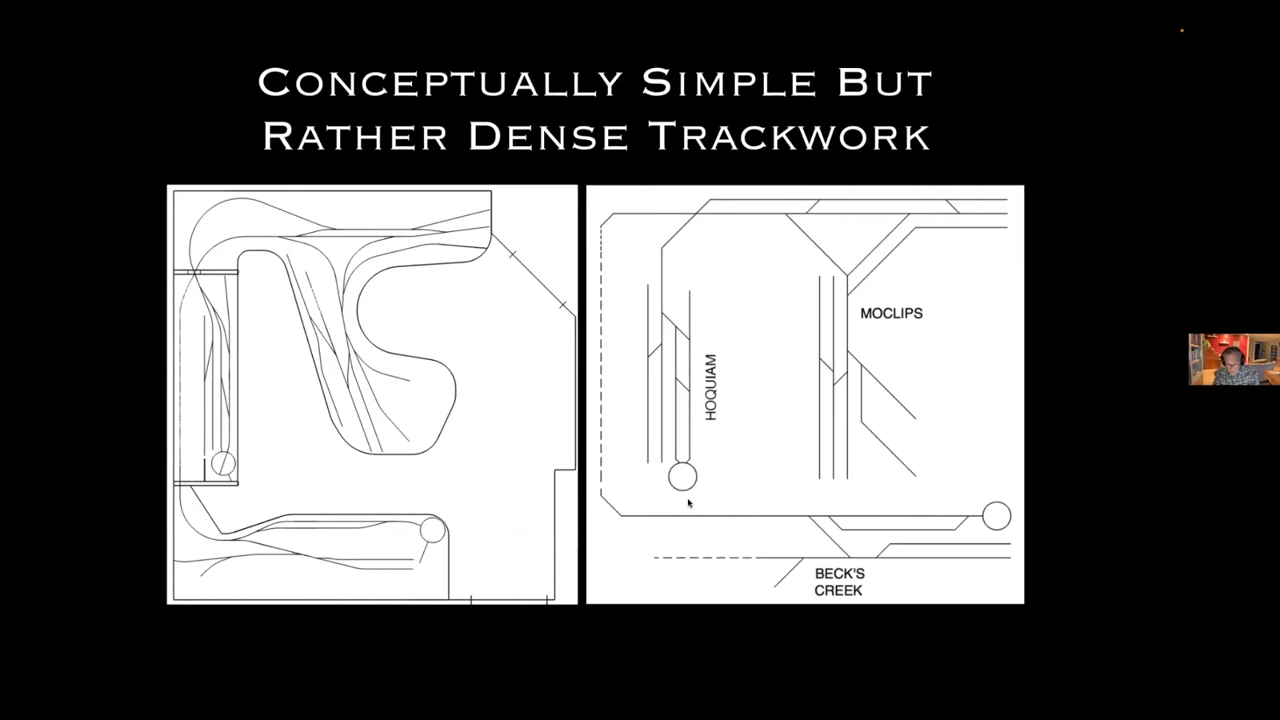 Conceptually Simple But
Rather Dense Trackwork
MOCLIPS
HOQUIAM
BECK'S
CREEK